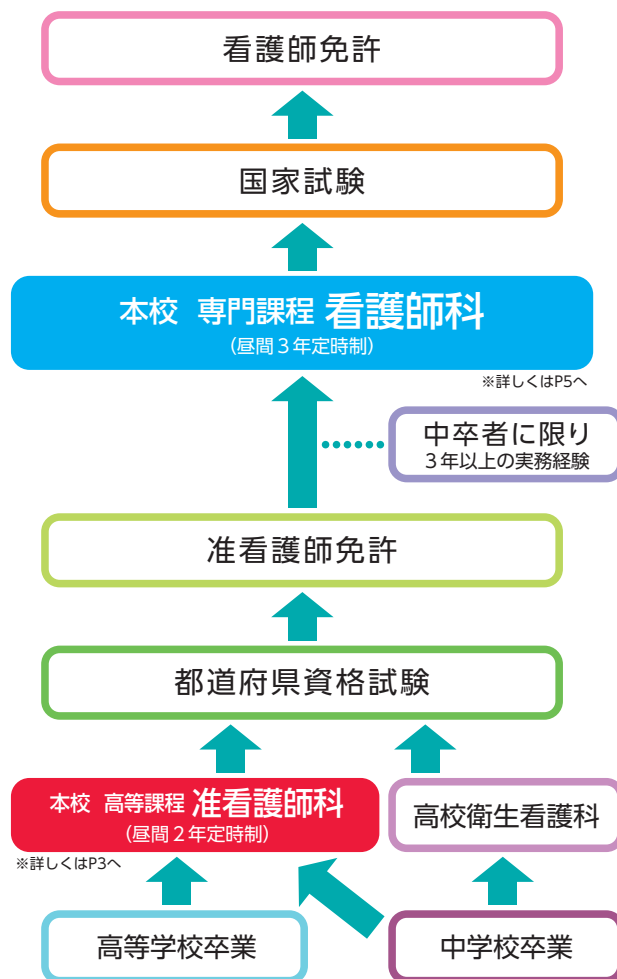 看護師免許
国家試験
本校 専門課程 看護師科
(昼間3年定時制)
※詳しくはP5へ
中卒者に限り
3年以上の実務経験
准看護師免許
都道府県資格試験
本校 高等課程 准看護師科
(昼間2年定時制)
※詳しくはP3へ
高校衛生看護科
高等学校卒業
中学校卒業